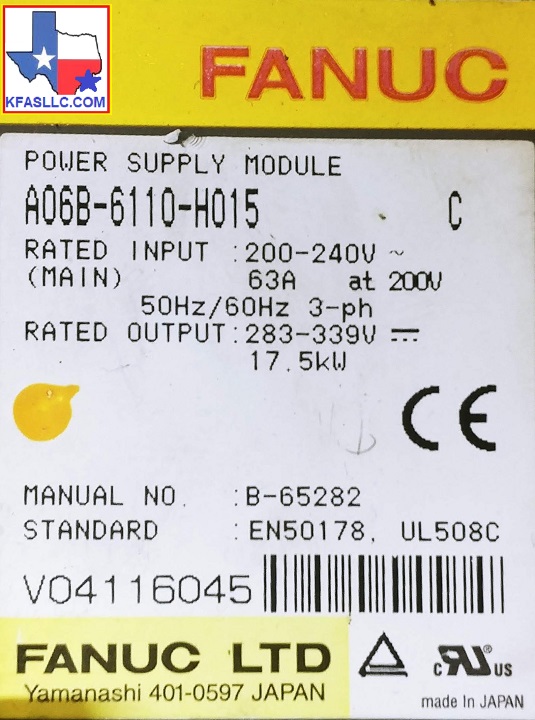 KFASLLC.COM
FANUC
POWER SUPPLY MODULE
A06B-6110-H015 C
RATED INPUT :200-240V ~
(MAIN) 63A at 200V
50Hz/60Hz 3-ph
RATED OUTPUT:283-339V ⎓
17.5kW
CE
MANUAL NO. :B-65282
STANDARD :EN50178, UL508C
V04116045
FANUC LTD
Yamanashi 401-0597 JAPAN
c RU ® US
made In JAPAN